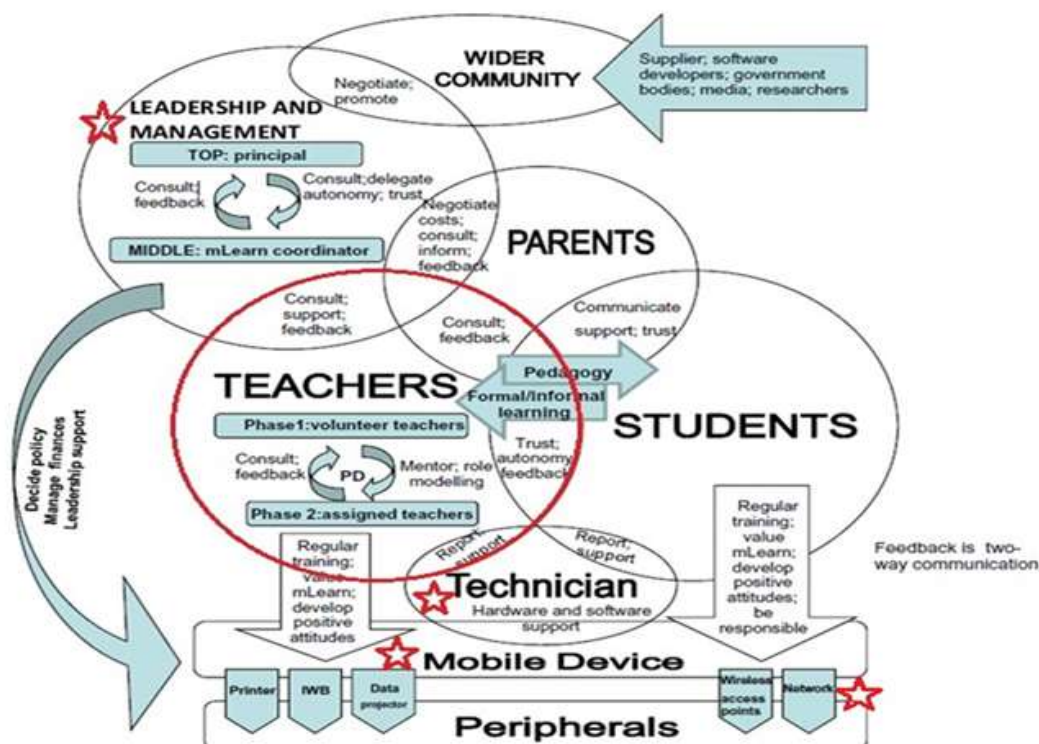 WIDER
COMMUNITY
Supplier; software
developers; government
bodies; media; researchers
Negotiate;
promote
LEADERSHIP AND
MANAGEMENT
TOP: principal
Consult;
feedback
Consult;delegate
autonomy; trust
MIDDLE: mLearn coordinator
Negotiate
costs;
consult;
inform;
feedback
PARENTS
Consult;
support;
feedback
Consult;
feedback
Communicate
support; trust
TEACHERS
Pedagogy
Formal/Informal
learning
STUDENTS
Phase1:volunteer teachers
Consult;
feedback
PD
Mentor; role
modelling
Phase 2:assigned teachers
Trust;
autonomy
feedback
Decide policy
Manage finances
Leadership support
Regular
training;
value
mLearn;
develop
positive
attitudes
Report;
support
Report;
support
Technician
Hardware and software
support
Regular
training;
value
mLearn;
develop
positive
attitudes;
be
responsible
Feedback is two-
way communication
Mobile Device
Printer
IWB
Data
projector
Wireless
access
points
Network
Peripherals